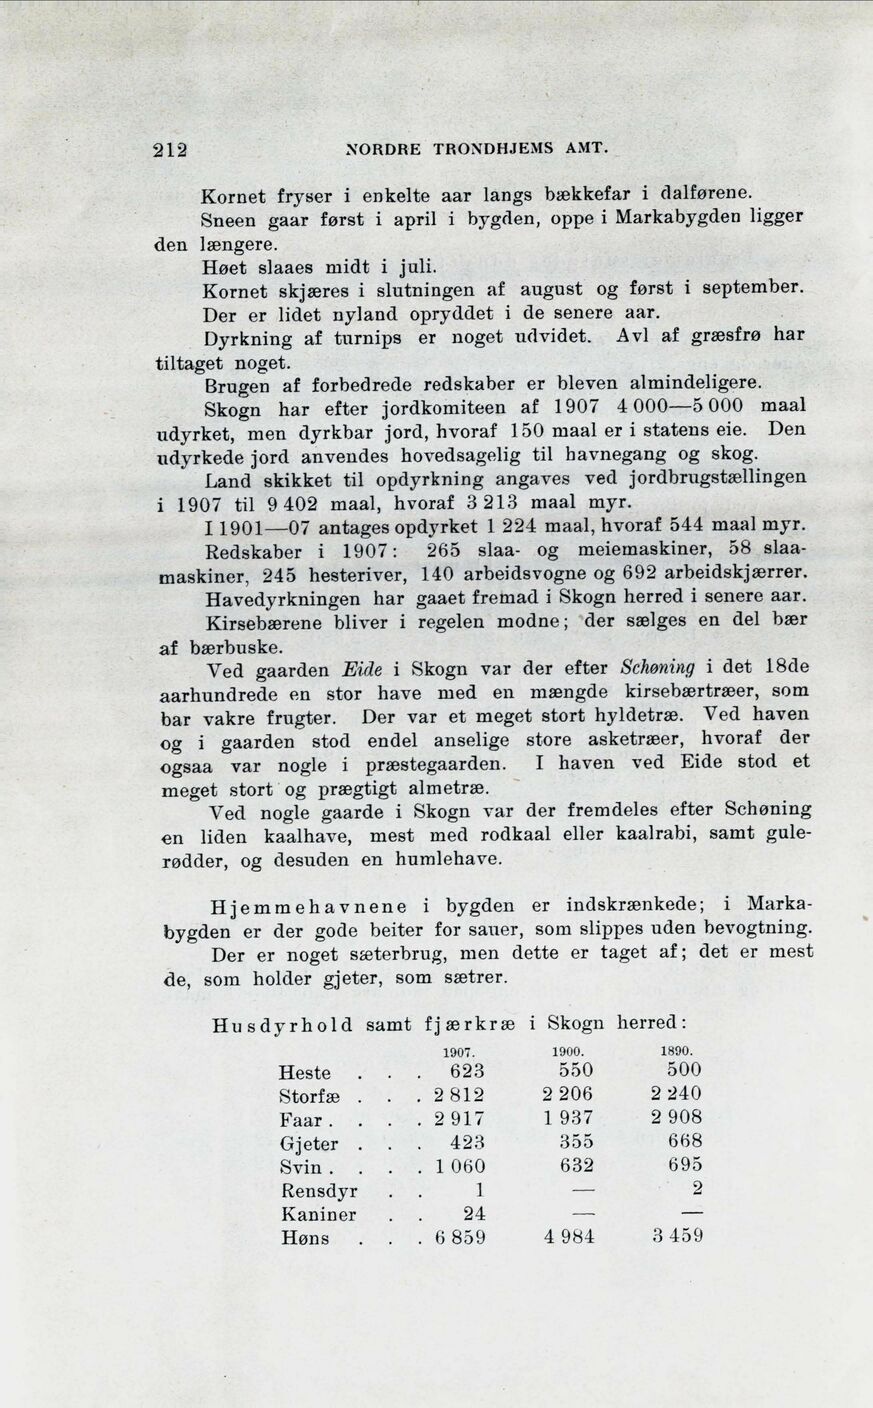 212 NORDRE TRONDHJEMS AMT.
Kornet fryser i enkelte aar langs bækkefar i dalførene.
Sneen gaar først i april i bygden, oppe i Markabygden ligger
den længere.
Høet slaaes midt i juli.
Kornet skjæres i slutningen af august og først i september.
Der er lidet nyland opryddet i de senere aar.
Dyrkning af turnips er noget udvidet. Avl af græsfrø har
tiltaget noget.
Brugen af forbedrede redskaber er bleven almindeligere.
Skogn har efter jordkomiteen af 1907 4 000—5 000 maal
udyrket, men dyrkbar jord, hvoraf 150 maal er i statens eie. Den
udyrkede jord anvendes hovedsagelig til havnegang og skog.
Land skikket til opdyrkning angaves ved jordbrugstællingen
i 1907 til 9 402 maal, hvoraf 3 213 maal myr.
I 1901—07 antages opdyrket 1 224 maal, hvoraf 544 maal myr.
Redskaber i 1907: 265 slaa- og meiemaskiner, 58 slaa-
maskiner, 245 hesteriver, 140 arbeidsvogne og 692 arbeidskjærrer.
Havedyrkningen har gaaet fremad i Skogn herred i senere aar.
Kirsebærene bliver i regelen modne; der sælges en del bær
af bærbuske.
Ved gaarden Eide i Skogn var der efter Schøning i det 18de
aarhundrede en stor have med en mængde kirsebærtræer, som
bar vakre frugter. Der var et meget stort hyldetræ. Ved haven
og i gaarden stod endel anselige store asketræer, hvoraf der
ogsaa var nogle i præstegaarden. I haven ved Eide stod et
meget stort og prægtigt almetræ.
Ved nogle gaarde i Skogn var der fremdeles efter Schøning
en liden kaalhave, mest med rodkaal eller kaalrabi, samt gule-
rødder, og desuden en humlehave.
Hjemmehavnene i bygden er indskrænkede; i Marka-
bygden er der gode beiter for sauer, som slippes uden bevogtning.
Der er noget sæterbrug, men dette er taget af; det er mest
de, som holder gjeter, som sætrer.
Husdyrhold samt fjærkræ i Skogn herred:
1907. 1900. 1890.
Heste . . . 623 550 500
Storfæ . . . 2 812 2 206 2 240
Faar . . . . 2 917 1 937 2 908
Gjeter . . . 423 355 668
Svin . . . . 1 060 632 695
Rensdyr . . 1 — 2
Kaniner . . 24 — —
Høns . . . 6 859 4 984 3 459